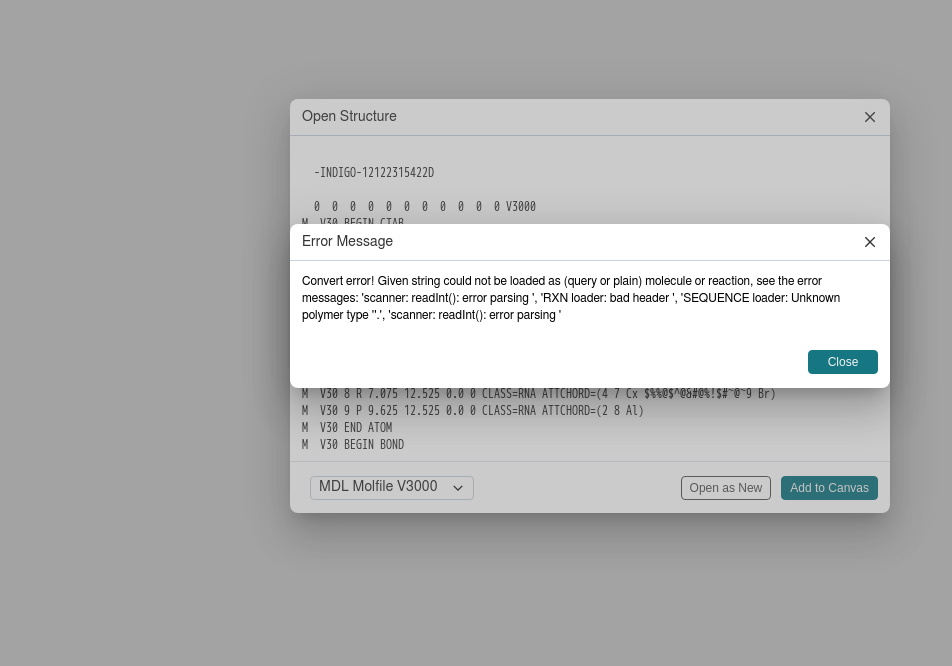 Open Structure
-INDIGO-12122315422D
0 0 0 0 0 0 0 0 0 0 0 V3000
M V30 BEGIN CTAB
Error Message
Convert error! Given string could not be loaded as (query or plain) molecule or reaction, see the error
messages: 'scanner: readInt(): error parsing ', 'RXN loader: bad header ', 'SEQUENCE loader: Unknown
polymer type ''.', 'scanner: readInt(): error parsing '
Close
M V30 8 R 7.075 12.525 0.0 0 CLASS=RNA ATTCHORD=(4 7 Cx 9 Br)
M V30 9 P 9.625 12.525 0.0 0 CLASS=RNA ATTCHORD=(2 8 Al)
M V30 END ATOM
M V30 BEGIN BOND
MDL Molfile V3000
Open as New
Add to Canvas